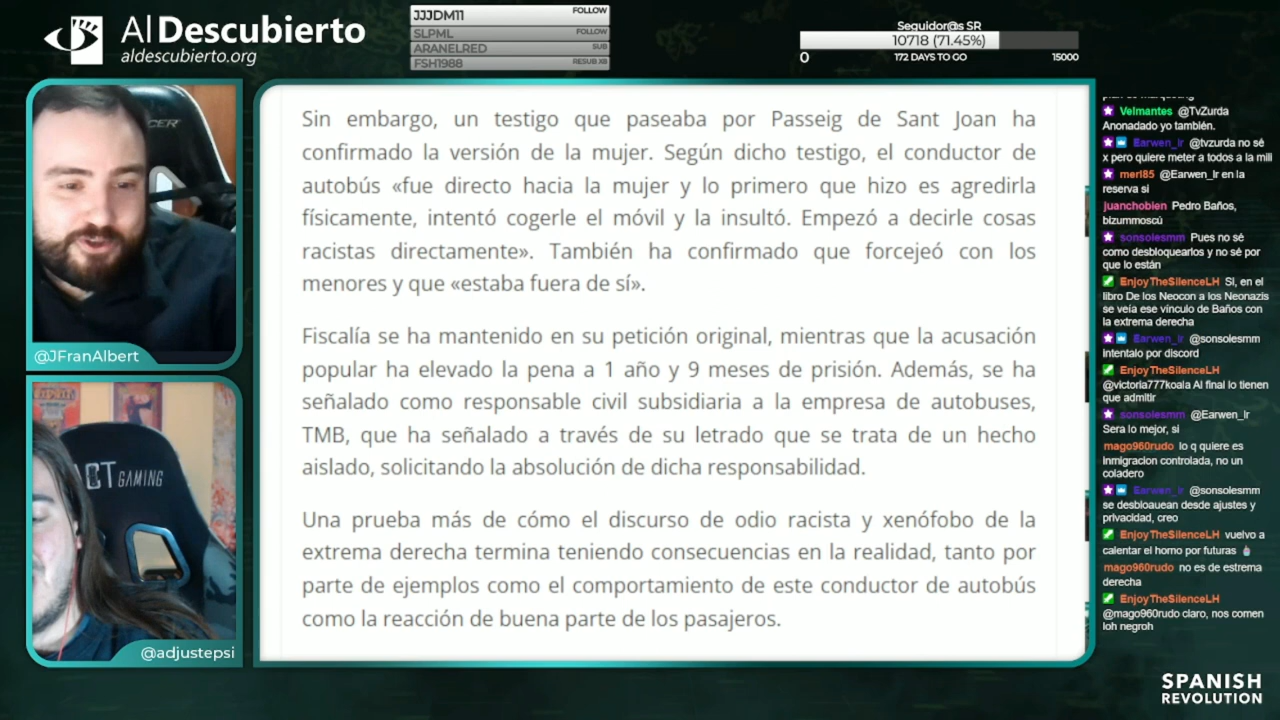 Al Descubierto
aldescubierto.org
JJJDM11 FOLLOW
SLPML FOLLOW
ARANELRED SUB
FSH1988 RESUB X8
Seguidor@s SR
10718 (71.45%)
0 172 DAYS TO GO 15000
@JFranAlbert
ACT GAMING
@adjustepsi
Sin embargo, un testigo que paseaba por Passeig de Sant Joan ha
confirmado la versión de la mujer. Según dicho testigo, el conductor de
autobús «fue directo hacia la mujer y lo primero que hizo es agredirla
físicamente, intentó cogerle el móvil y la insultó. Empezó a decirle cosas
racistas directamente». También ha confirmado que forcejeó con los
menores y que «estaba fuera de sí».
Fiscalía se ha mantenido en su petición original, mientras que la acusación
popular ha elevado la pena a 1 año y 9 meses de prisión. Además, se ha
señalado como responsable civil subsidiaria a la empresa de autobuses,
TMB, que ha señalado a través de su letrado que se trata de un hecho
aislado, solicitando la absolución de dicha responsabilidad.
Una prueba más de cómo el discurso de odio racista y xenófobo de la
extrema derecha termina teniendo consecuencias en la realidad, tanto por
parte de ejemplos como el comportamiento de este conductor de autobús
como la reacción de buena parte de los pasajeros.
Velmantes @TvZurda
Anonadado yo también.
Earwen_lr @tvzurda no sé
x pero quiere meter a todos a la mili
merl85 @Earwen_lr en la
reserva si
juanchobien Pedro Baños,
bizummoscú
sonsolesmm Pues no sé
como desbloquearlos y no sé por
que lo están
EnjoyTheSilenceLH Si, en el
libro De los Neocon a los Neonazis
se veía ese vínculo de Baños con
la extrema derecha
Earwen_lr @sonsolesmm
Intentalo por discord
EnjoyTheSilenceLH
@victoria777koala Al final lo tienen
que admitir
sonsolesmm @Earwen_lr
Sera lo mejor, si
mago960rudo lo q quiere es
inmigracion controlada, no un
coladero
Earwen_lr @sonsolesmm
se desbloauean desde ajustes y
privacidad, creo
EnjoyTheSilenceLH vuelvo a
calentar el horno por futuras
mago960rudo no es de extrema
derecha
EnjoyTheSilenceLH
@mago960rudo claro, nos comen
loh negroh
SPANISH
REVOLUTION